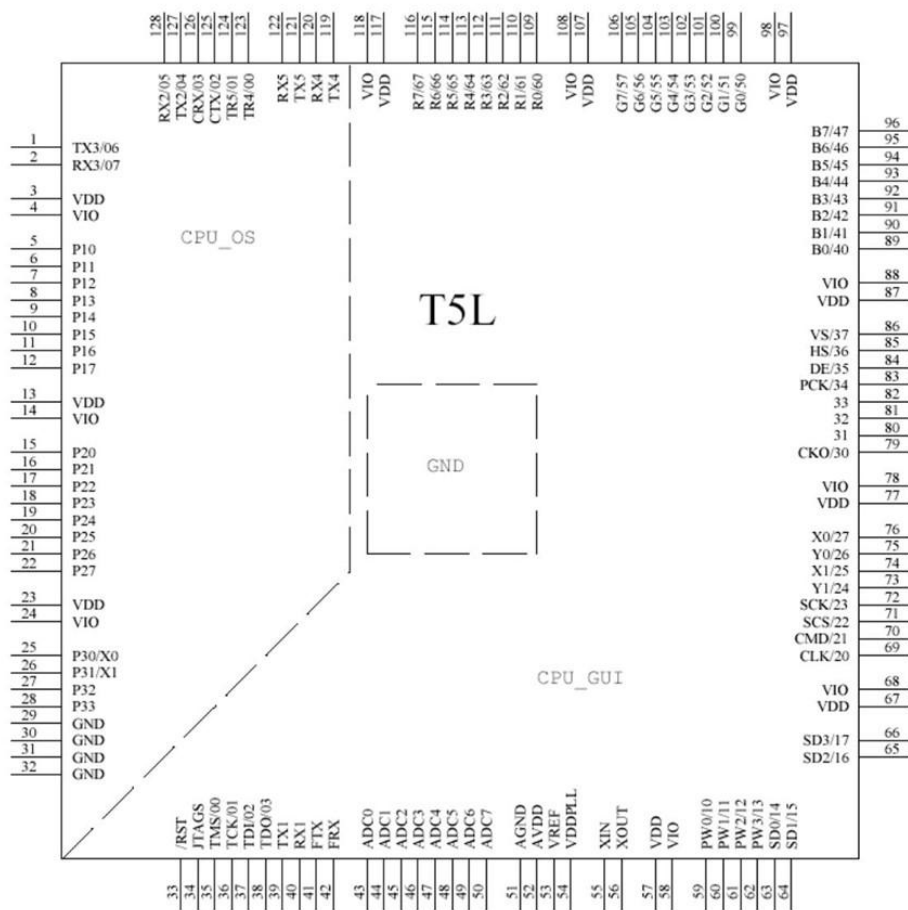 128 127 126 125 124 123 122 121 120 119 118 117 116 115 114 113 112 111 110 109 108 107 106 105 104 103 102 101 100 99 98 97
RX2/05 TX2/04 CRX/03 CTX/02 TR5/01 TR4/00 RX5 TX5 RX4 TX4 VIO VDD R7/67 R6/66 R5/65 R4/64 R3/63 R2/62 R1/61 R0/60 VIO VDD G7/57 G6/56 G5/55 G4/54 G3/53 G2/52 G1/51 G0/50 VIO VDD
1 TX3/06
2 RX3/07
3 VDD
4 VIO
5 P10
6 P11
7 P12
8 P13
9 P14
10 P15
11 P16
12 P17
13 VDD
14 VIO
15 P20
16 P21
17 P22
18 P23
19 P24
20 P25
21 P26
22 P27
23 VDD
24 VIO
25 P30/X0
26 P31/X1
27 P32
28 P33
29 GND
30 GND
31 GND
32 GND
CPU_OS
T5L
GND
CPU_GUI
B7/47 96
B6/46 95
B5/45 94
B4/44 93
B3/43 92
B2/42 91
B1/41 90
B0/40 89
VIO 88
VDD 87
VS/37 86
HS/36 85
DE/35 84
PCK/34 83
33 82
32 81
31 80
CKO/30 79
VIO 78
VDD 77
X0/27 76
Y0/26 75
X1/25 74
Y1/24 73
SCK/23 72
SCS/22 71
CMD/21 70
CLK/20 69
VIO 68
VDD 67
SD3/17 66
SD2/16 65
/RST JTAGS TMS/00 TCK/01 TDI/02 TDO/03 TX1 RX1 FTX FRX ADC0 ADC1 ADC2 ADC3 ADC4 ADC5 ADC6 ADC7 AGND AVDD VREF VDDPLL XIN XOUT VDD VIO PW0/10 PW1/11 PW2/12 PW3/13 SD0/14 SD1/15
33 34 35 36 37 38 39 40 41 42 43 44 45 46 47 48 49 50 51 52 53 54 55 56 57 58 59 60 61 62 63 64